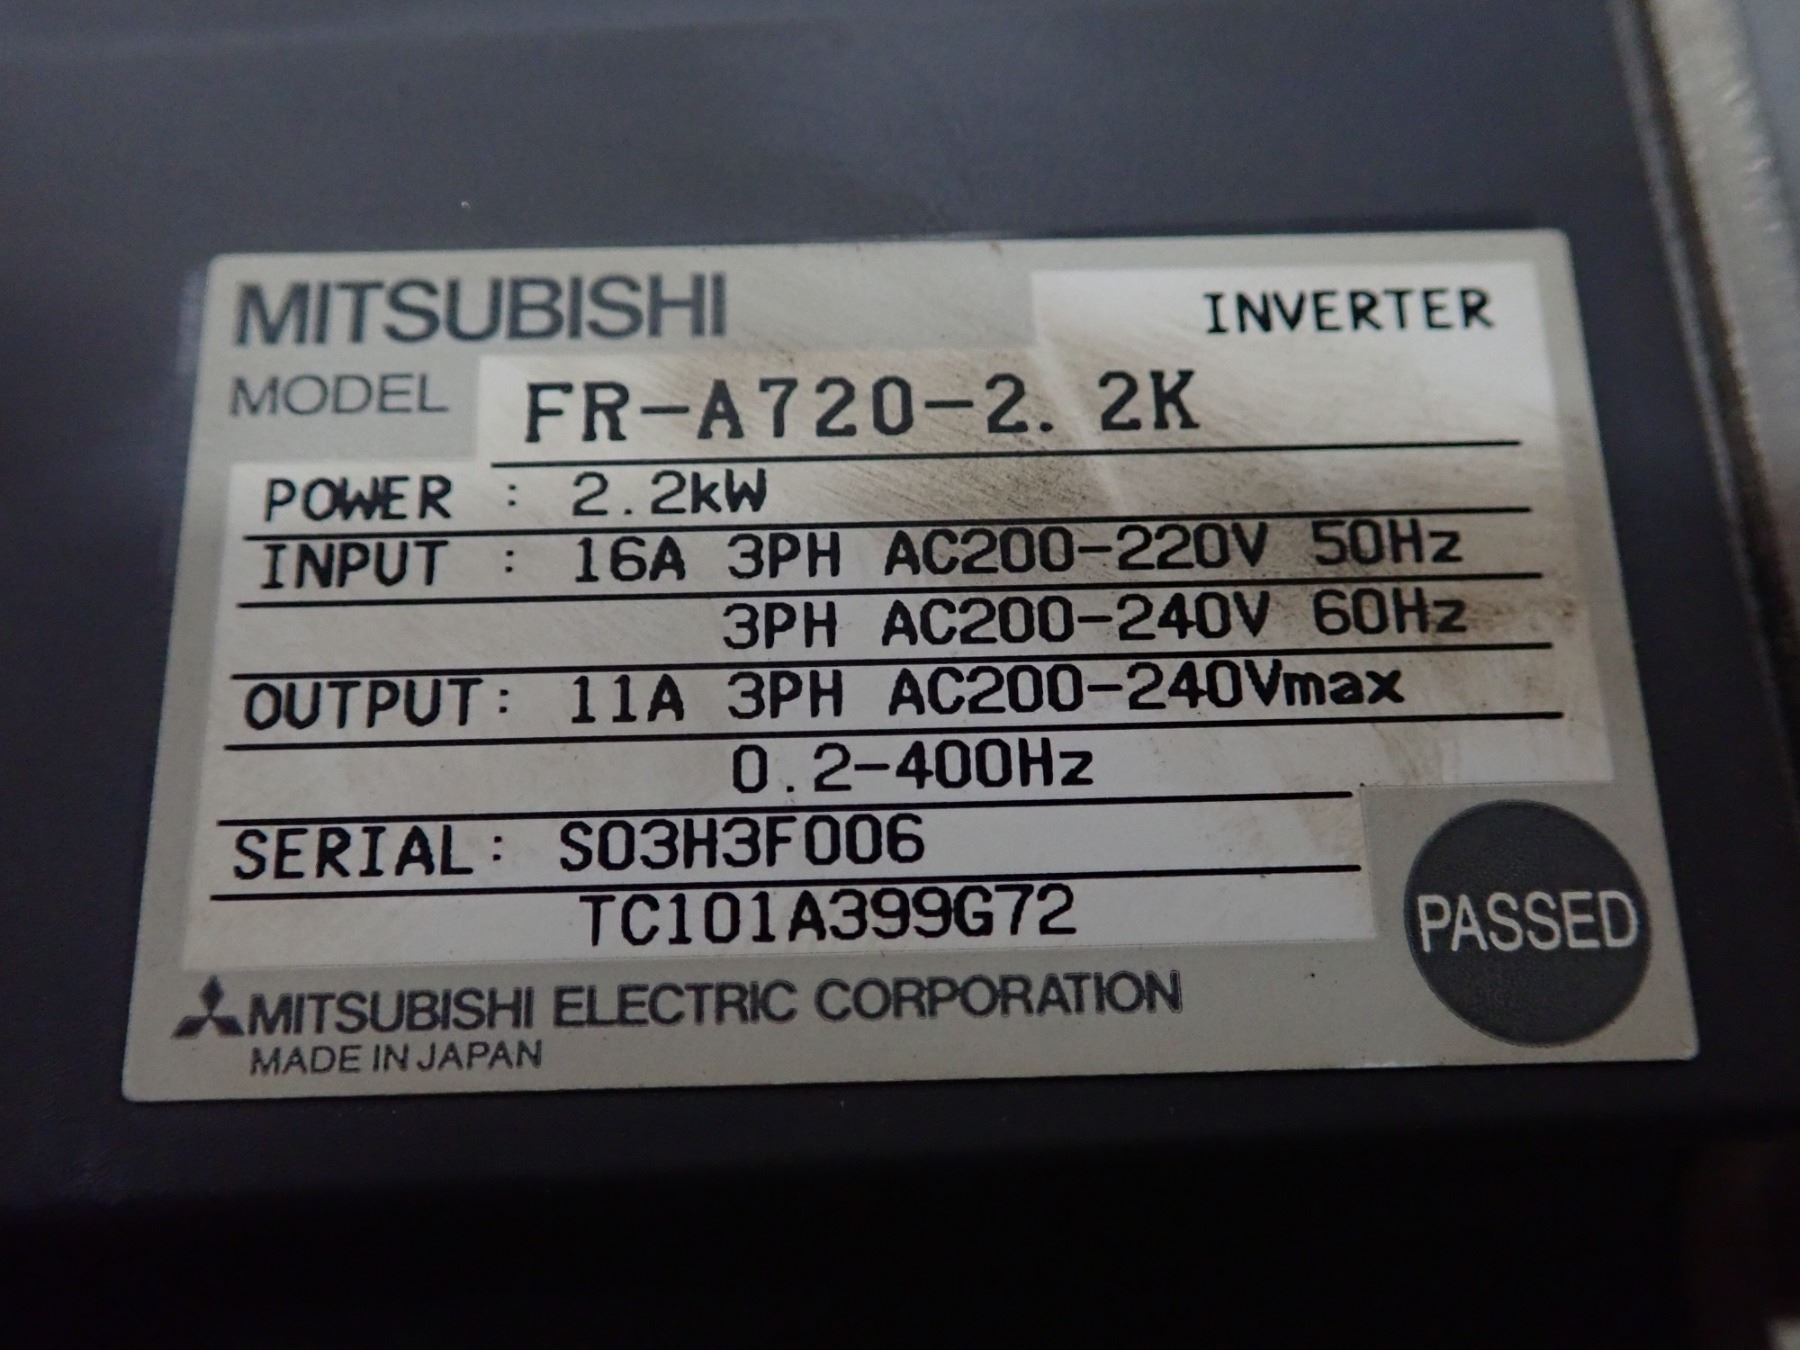 MITSUBISHI INVERTER
MODEL FR-A720-2.2K
POWER : 2.2kW
INPUT : 16A 3PH AC200-220V 50Hz
3PH AC200-240V 60Hz
OUTPUT: 11A 3PH AC200-240Vmax
0.2-400Hz
SERIAL: S03H3F006
TC101A399G72
PASSED
MITSUBISHI ELECTRIC CORPORATION
MADE IN JAPAN